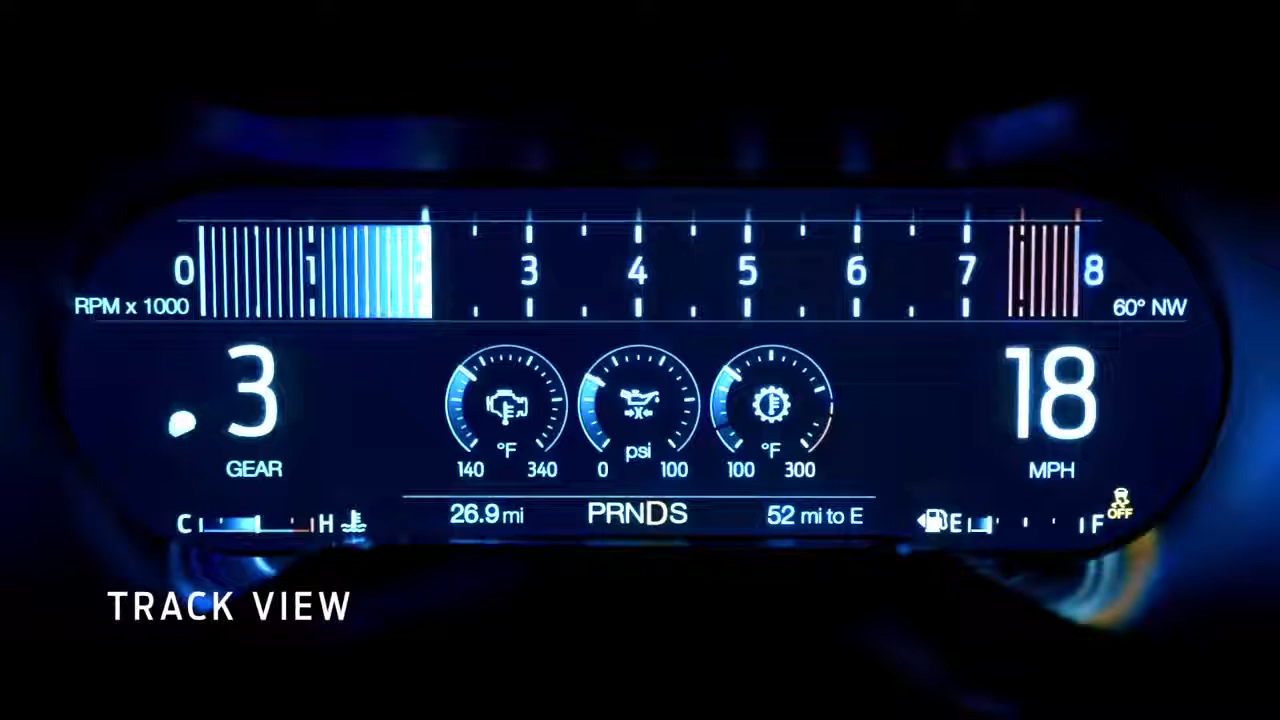 0 1 3 4 5 6 7 8
RPM x 1000
60° NW
3
GEAR
18
MPH
°F
140 340
psi
0 100
°F
100 300
26.9 mi
PRNDS
52 mi to E
C H
E F
OFF
TRACK VIEW